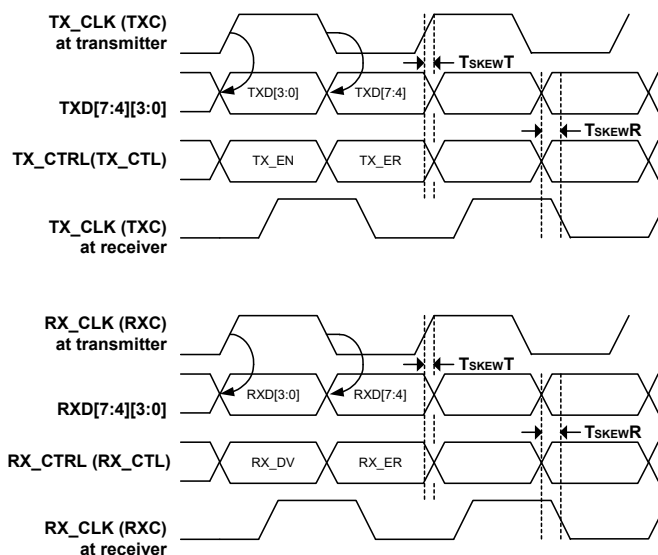 TX_CLK (TXC)
at transmitter
TSKEWT
TXD[7:4][3:0]
TXD[3:0]
TXD[7:4]
TSKEWR
TX_CTRL(TX_CTL)
TX_EN
TX_ER
TX_CLK (TXC)
at receiver
RX_CLK (RXC)
at transmitter
TSKEWT
RXD[7:4][3:0]
RXD[3:0]
RXD[7:4]
TSKEWR
RX_CTRL (RX_CTL)
RX_DV
RX_ER
RX_CLK (RXC)
at receiver